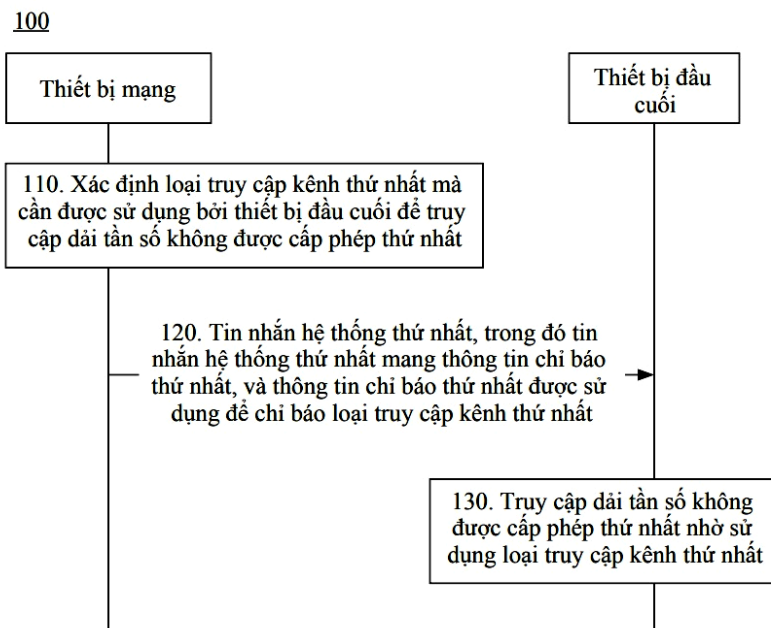 100
Thiết bị mạng
Thiết bị đầu
cuối
110. Xác định loại truy cập kênh thứ nhất mà
cần được sử dụng bởi thiết bị đầu cuối để truy
cập dải tần số không được cấp phép thứ nhất
120. Tin nhắn hệ thống thứ nhất, trong đó tin
nhắn hệ thống thứ nhất mang thông tin chỉ báo
thứ nhất, và thông tin chỉ báo thứ nhất được sử
dụng để chỉ báo loại truy cập kênh thứ nhất
130. Truy cập dải tần số không
được cấp phép thứ nhất nhờ sử
dụng loại truy cập kênh thứ nhất